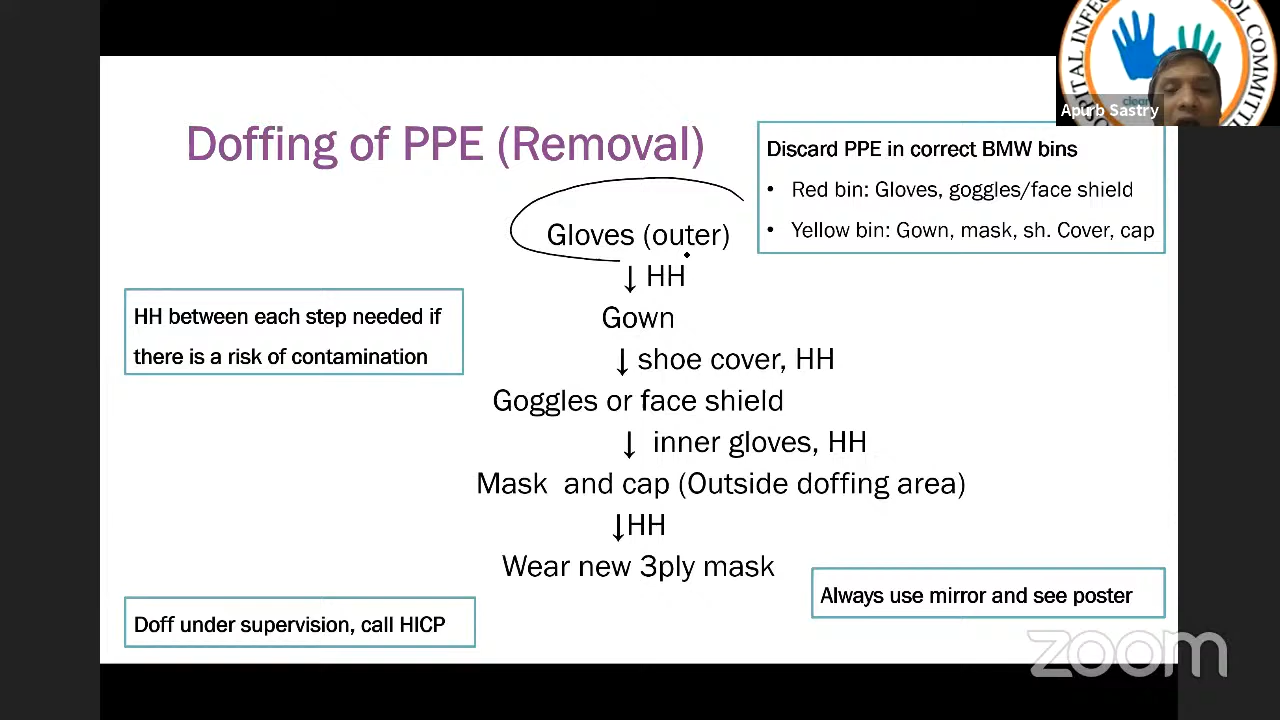 Doffing of PPE (Removal)
Apurb Sastry
Discard PPE in correct BMW bins
• Red bin: Gloves, goggles/face shield
• Yellow bin: Gown, mask, sh. Cover, cap
Gloves (outer)
↓ HH
Gown
↓ shoe cover, HH
Goggles or face shield
↓ inner gloves, HH
Mask and cap (Outside doffing area)
↓HH
Wear new 3ply mask
HH between each step needed if
there is a risk of contamination
Doff under supervision, call HICP
Always use mirror and see poster
zoom